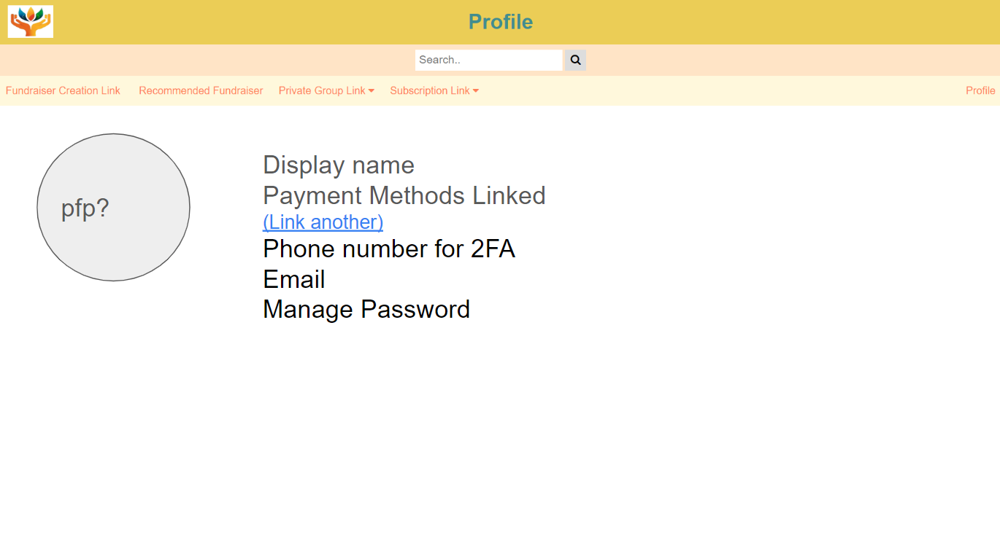 Profile
Search..
Fundraiser Creation Link Recommended Fundraiser Private Group Link Subscription Link Profile
pfp?
Display name
Payment Methods Linked
(Link another)
Phone number for 2FA
Email
Manage Password